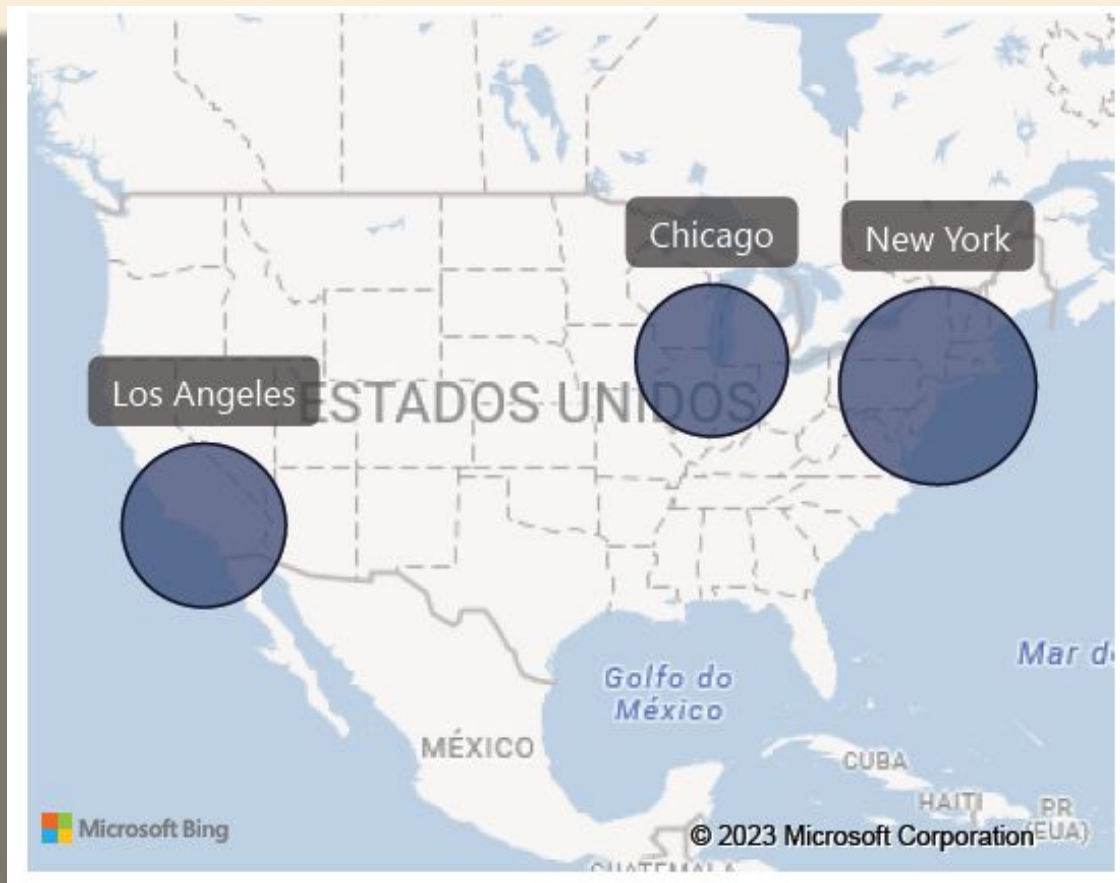 Chicago
New York
Los Angeles
ESTADOS UNIDOS
Golfo do
México
Mar d
MÉXICO
CUBA
HAITI
PR
(EUA)
Microsoft Bing
© 2023 Microsoft Corporation
GUATEMALA